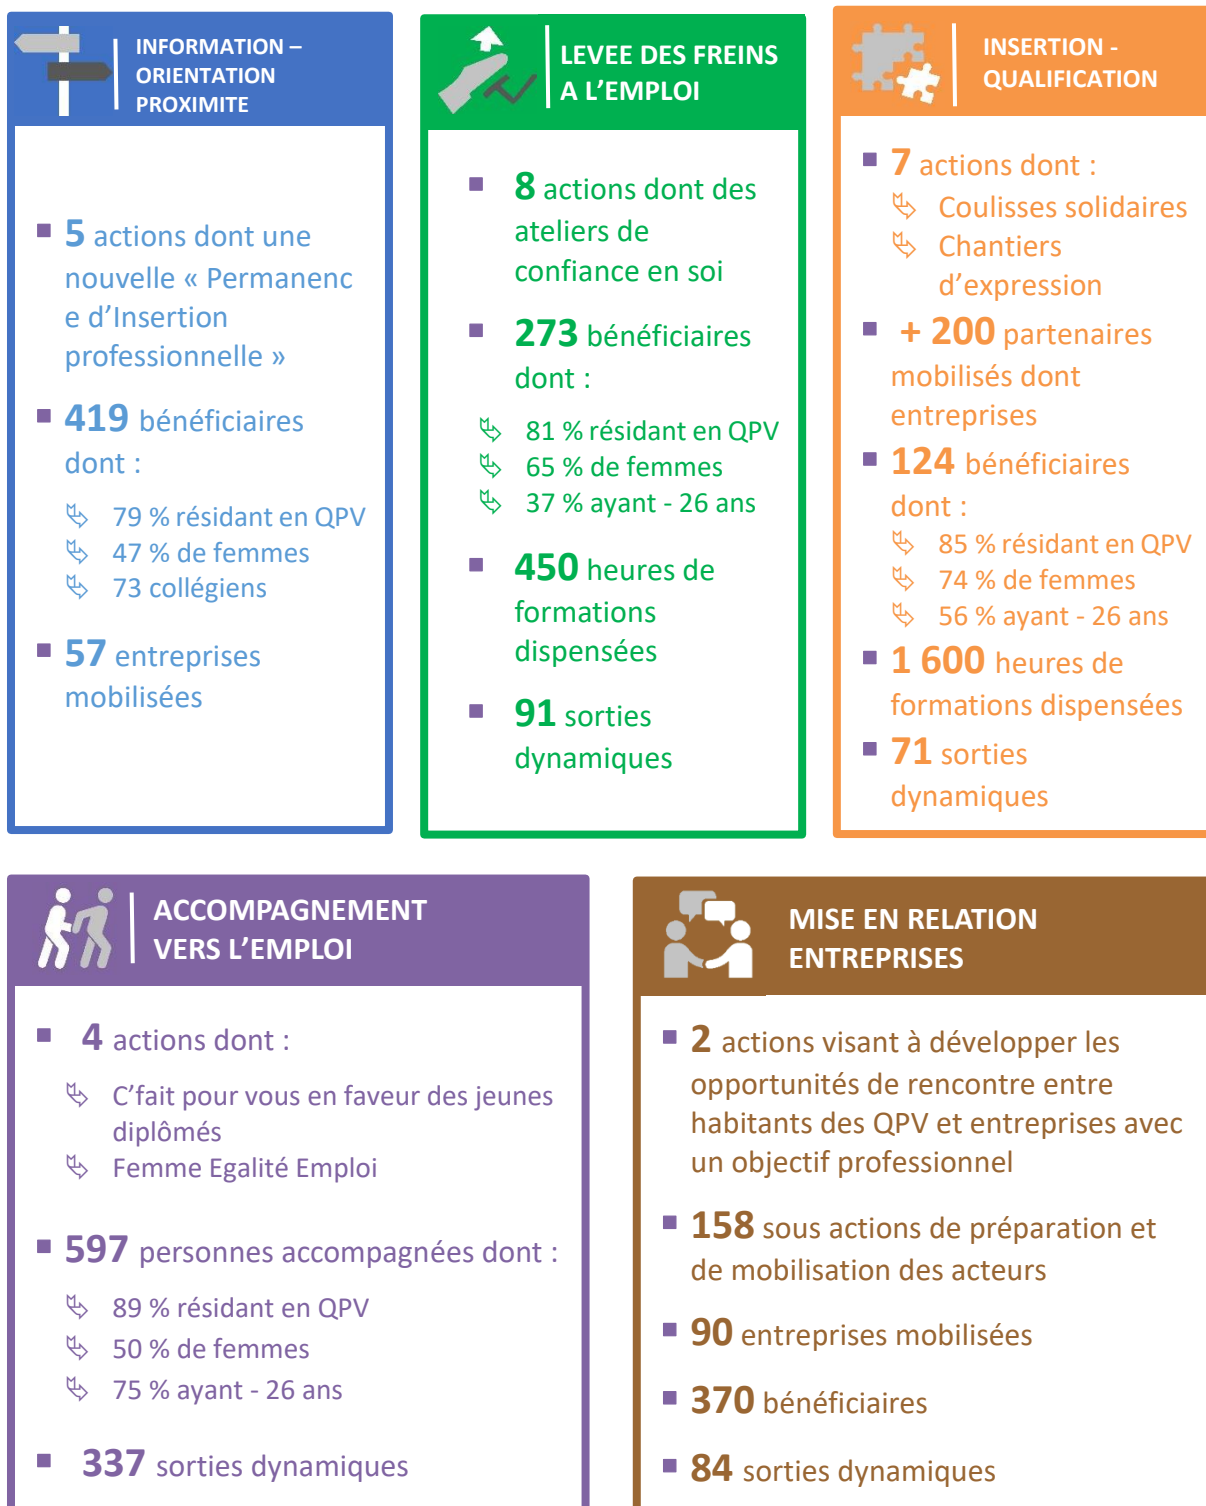 INFORMATION –
ORIENTATION
PROXIMITE
▪ 5 actions dont une
nouvelle « Permanenc
e d’Insertion
professionnelle »
▪ 419 bénéficiaires
dont :
79 % résidant en QPV
47 % de femmes
73 collégiens
▪ 57 entreprises
mobilisées
LEVEE DES FREINS
A L’EMPLOI
▪ 8 actions dont des
ateliers de
confiance en soi
▪ 273 bénéficiaires
dont :
81 % résidant en QPV
65 % de femmes
37 % ayant - 26 ans
▪ 450 heures de
formations
dispensées
▪ 91 sorties
dynamiques
INSERTION -
QUALIFICATION
▪ 7 actions dont :
Coulisses solidaires
Chantiers
d’expression
▪ + 200 partenaires
mobilisés dont
entreprises
▪ 124 bénéficiaires
dont :
85 % résidant en QPV
74 % de femmes
56 % ayant - 26 ans
▪ 1 600 heures de
formations dispensées
▪ 71 sorties
dynamiques
ACCOMPAGNEMENT
VERS L’EMPLOI
▪ 4 actions dont :
C’fait pour vous en faveur des jeunes
diplômés
Femme Egalité Emploi
▪ 597 personnes accompagnées dont :
89 % résidant en QPV
50 % de femmes
75 % ayant - 26 ans
▪ 337 sorties dynamiques
MISE EN RELATION
ENTREPRISES
▪ 2 actions visant à développer les
opportunités de rencontre entre
habitants des QPV et entreprises avec
un objectif professionnel
▪ 158 sous actions de préparation et
de mobilisation des acteurs
▪ 90 entreprises mobilisées
▪ 370 bénéficiaires
▪ 84 sorties dynamiques